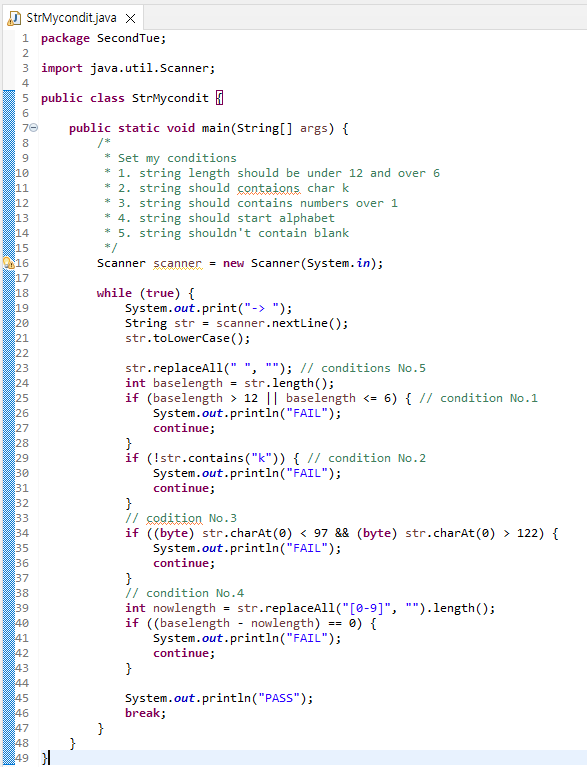 StrMycondit.java
1 package SecondTue;
2
3 import java.util.Scanner;
4
5 public class StrMycondit {
6
7 public static void main(String[] args) {
8 /*
9 * Set my conditions
10 * 1. string length should be under 12 and over 6
11 * 2. string should contaions char k
12 * 3. string should contains numbers over 1
13 * 4. string should start alphabet
14 * 5. string shouldn't contain blank
15 */
16 Scanner scanner = new Scanner(System.in);
17
18 while (true) {
19 System.out.print("-> ");
20 String str = scanner.nextLine();
21 str.toLowerCase();
22
23 str.replaceAll(" ", ""); // conditions No.5
24 int baselength = str.length();
25 if (baselength > 12 || baselength <= 6) { // condition No.1
26 System.out.println("FAIL");
27 continue;
28 }
29 if (!str.contains("k")) { // condition No.2
30 System.out.println("FAIL");
31 continue;
32 }
33 // codition No.3
34 if ((byte) str.charAt(0) < 97 && (byte) str.charAt(0) > 122) {
35 System.out.println("FAIL");
36 continue;
37 }
38 // condition No.4
39 int nowlength = str.replaceAll("[0-9]", "").length();
40 if ((baselength - nowlength) == 0) {
41 System.out.println("FAIL");
42 continue;
43 }
44
45 System.out.println("PASS");
46 break;
47 }
48 }
49 }